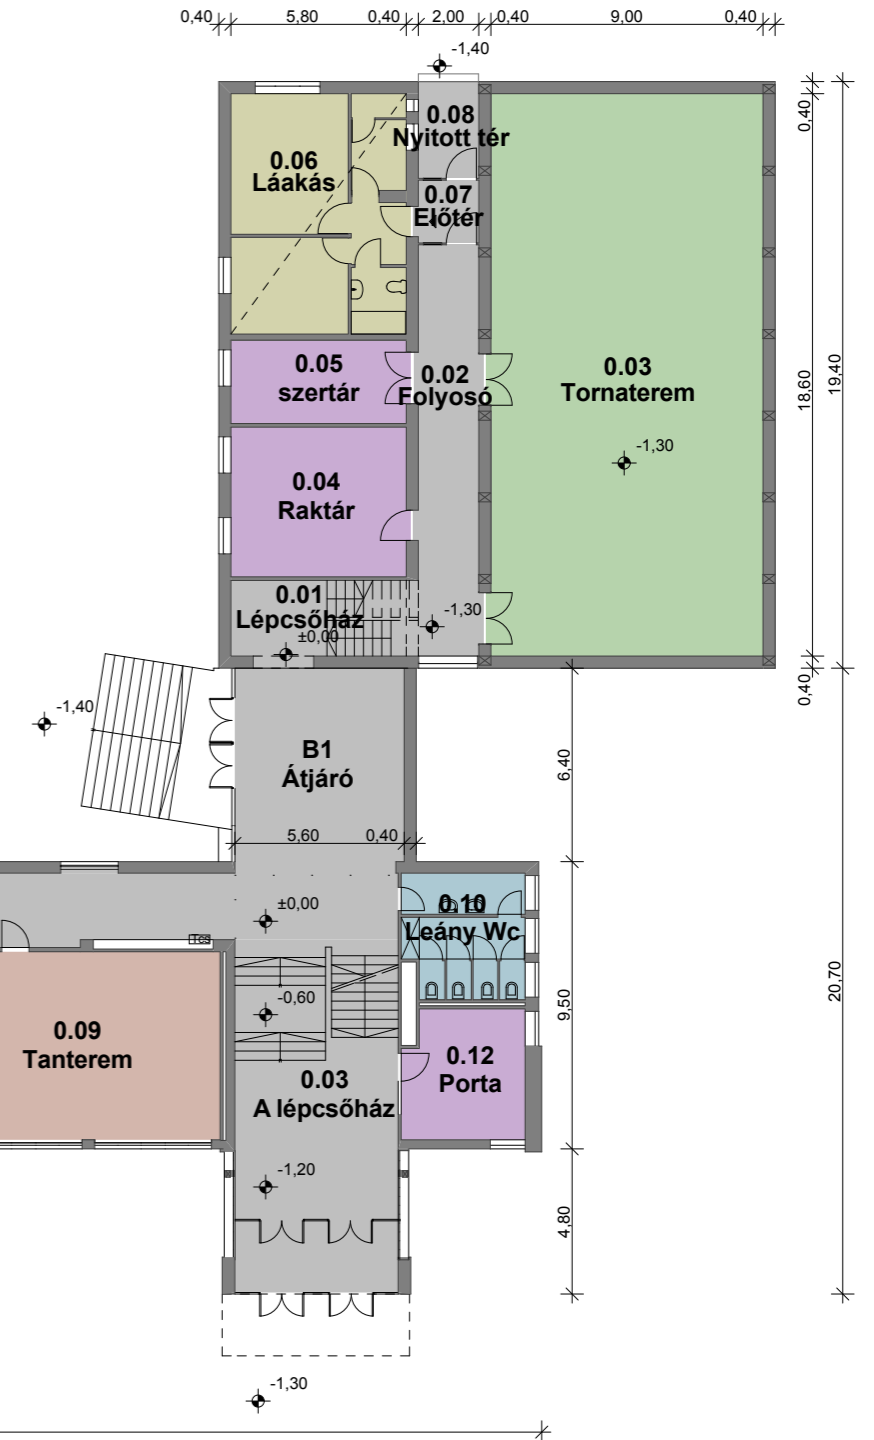 0,40 5,80 0,40 2,00 0,40 9,00 0,40
-1,40
0,40
0.08
Nyitott tér
0.06
Láakás
0.07
Előtér
0.05
szertár
0.02
Folyosó
0.03
Tornaterem
18,60
19,40
-1,30
0.04
Raktár
0.01
Lépcsőház
-1,30
±0,00
0,40
-1,40
B1
Átjáró
6,40
5,60 0,40
±0,00
0.10
Leány Wc
-0,60
9,50
20,70
0.09
Tanterem
0.12
Porta
0.03
A lépcsőház
-1,20
4,80
-1,30